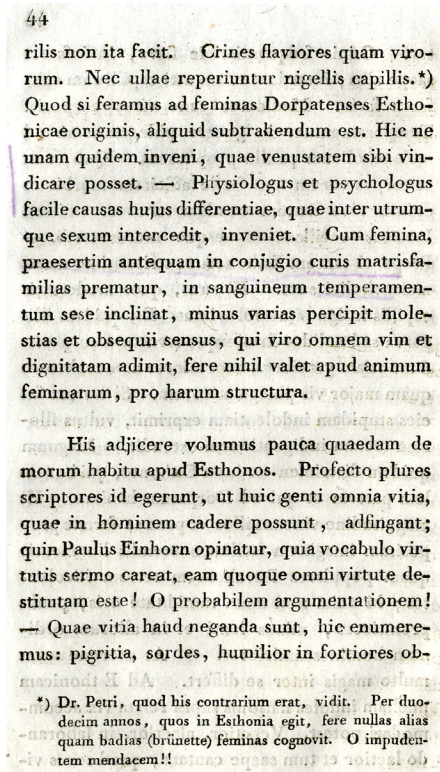 44
rilis non ita facit. Crines flaviores quam viro-
rum. Nec ullae reperiuntur nigellis capillis. *)
Quod si feramus ad feminas Dorpatenses Estho-
nicae originis, aliquid subtrahendum est. Hic ne
unam quidem inveni, quae venustatem sibi vin-
dicare posset. — Physiologus et psychologus
facile causas hujus differentiae, quae inter utrum-
que sexum intercedit, inveniet. Cum femina,
praesertim antequam in conjugio curis matrisfa-
milias prematur, in sanguineum temperamen-
tum sese inclinat, minus varias percipit mole-
stias et obsequii sensus, qui viro omnem vim et
dignitatem adimit, fere nihil valet apud animum
feminarum, pro harum structura.
His adjicere volumus pauca quaedam de
morum habitu apud Esthonos. Profecto plures
scriptores id egerunt, ut huic genti omnia vitia,
quae in hominem cadere possunt, adfingant;
quin Paulus Einhorn opinatur, quia vocabulo vir-
tutis sermo careat, eam quoque omni virtute de-
stitutam este! O probabilem argumentationem!
— Quae vitia haud neganda sunt, hic enumere-
mus: pigritia, sordes, humilior in fortiores ob-
*) Dr. Petri, quod his contrarium erat, vidit. Per duo-
decim annos, quos in Esthonia egit, fere nullas alias
quam badias (brünette) feminas cognovit. O impuden-
tem mendacem!!